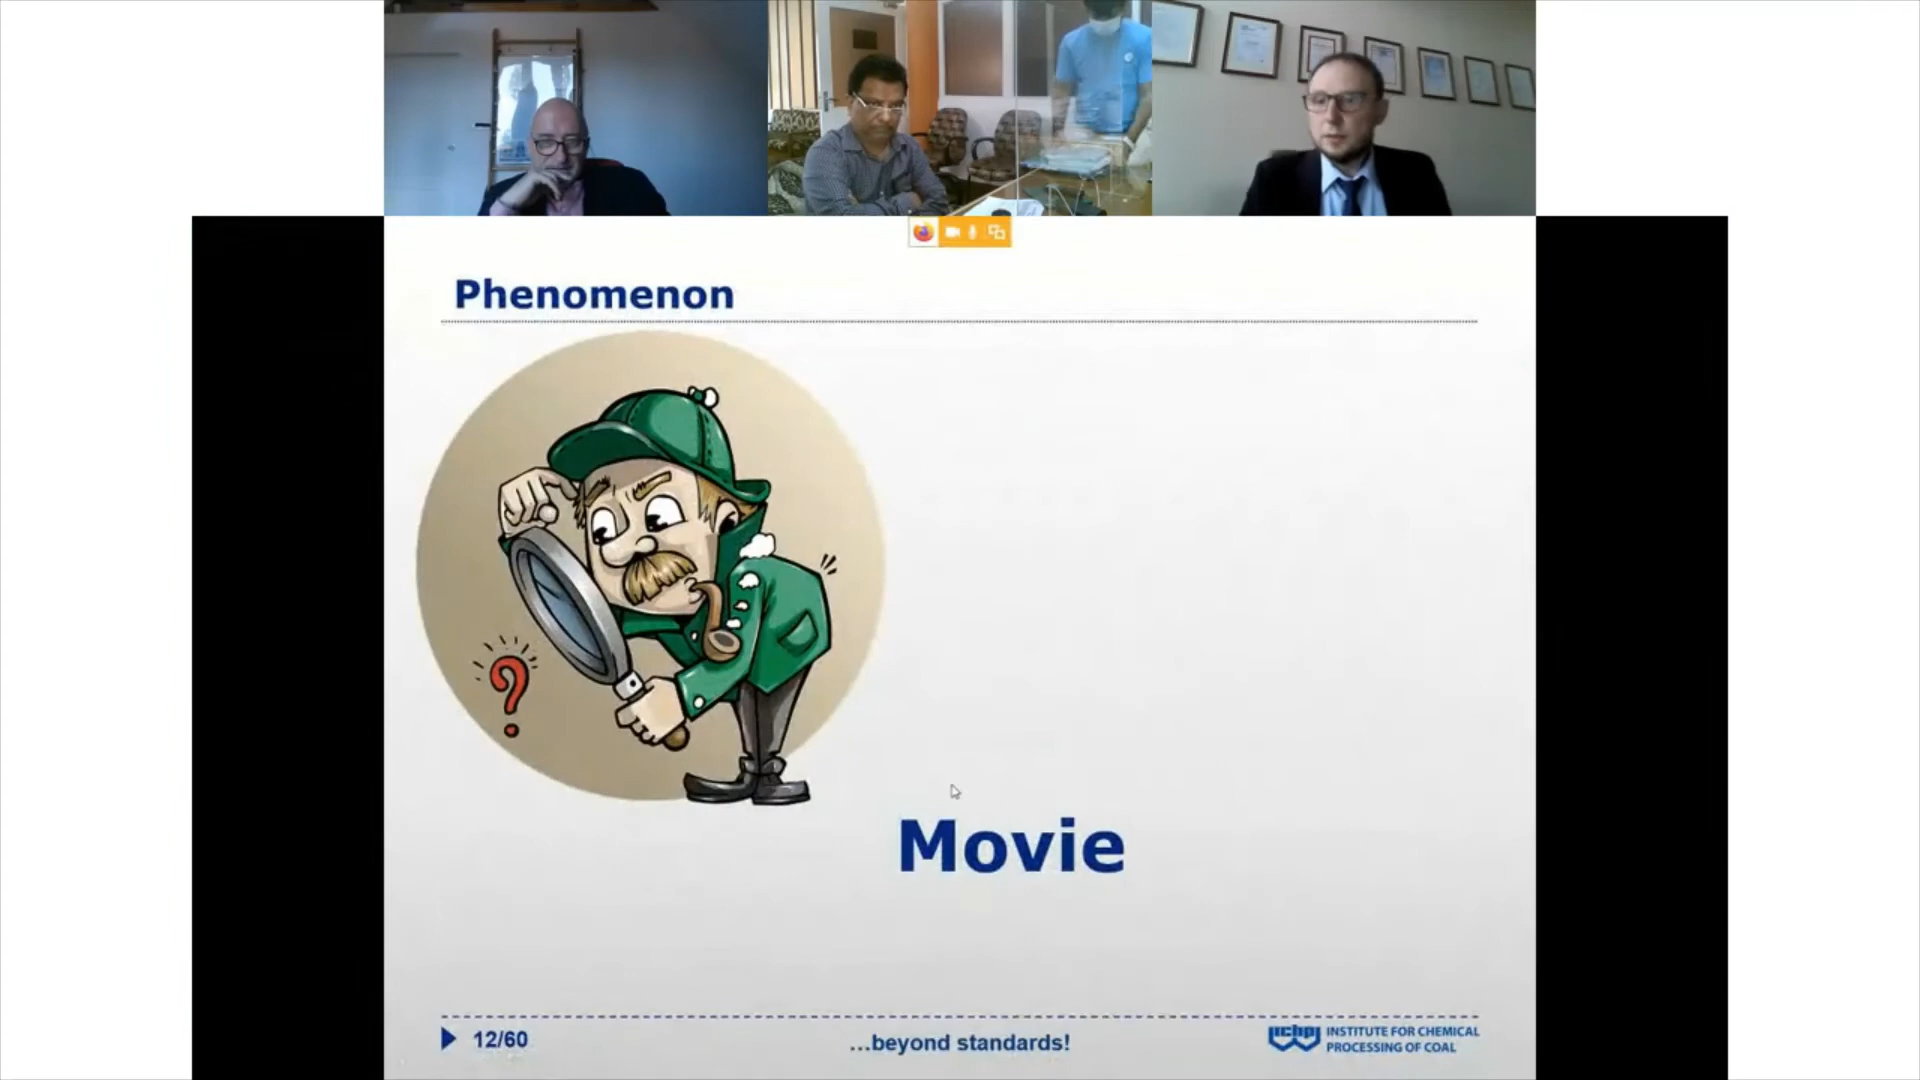 Phenomenon
?
Movie
12/60
...beyond standards!
ichpw
INSTITUTE FOR CHEMICAL
PROCESSING OF COAL